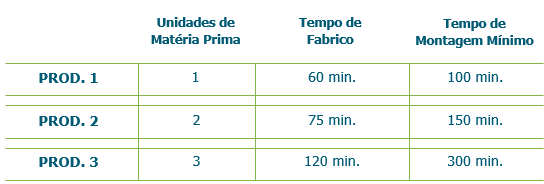 Unidades de Matéria Prima Tempo de Fabrico Tempo de Montagem Mínimo
PROD. 1 1 60 min. 100 min.
PROD. 2 2 75 min. 150 min.
PROD. 3 3 120 min. 300 min.